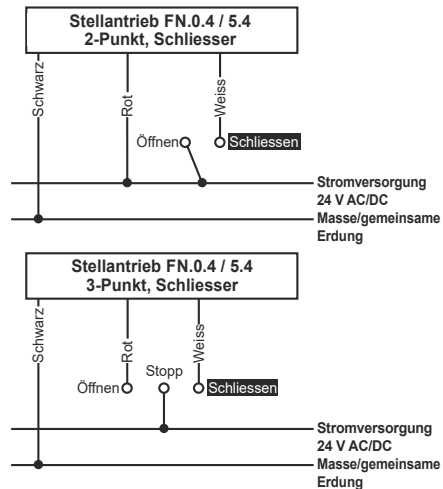 Stellantrieb FN.0.4 / 5.4
2-Punkt, Schliesser
Schwarz
Rot
Weiss
Öffnen
Schliessen
Stromversorgung
24 V AC/DC
Masse/gemeinsame
Erdung
Stellantrieb FN.0.4 / 5.4
3-Punkt, Schliesser
Schwarz
Rot
Weiss
Stopp
Öffnen
Schliessen
Stromversorgung
24 V AC/DC
Masse/gemeinsame
Erdung